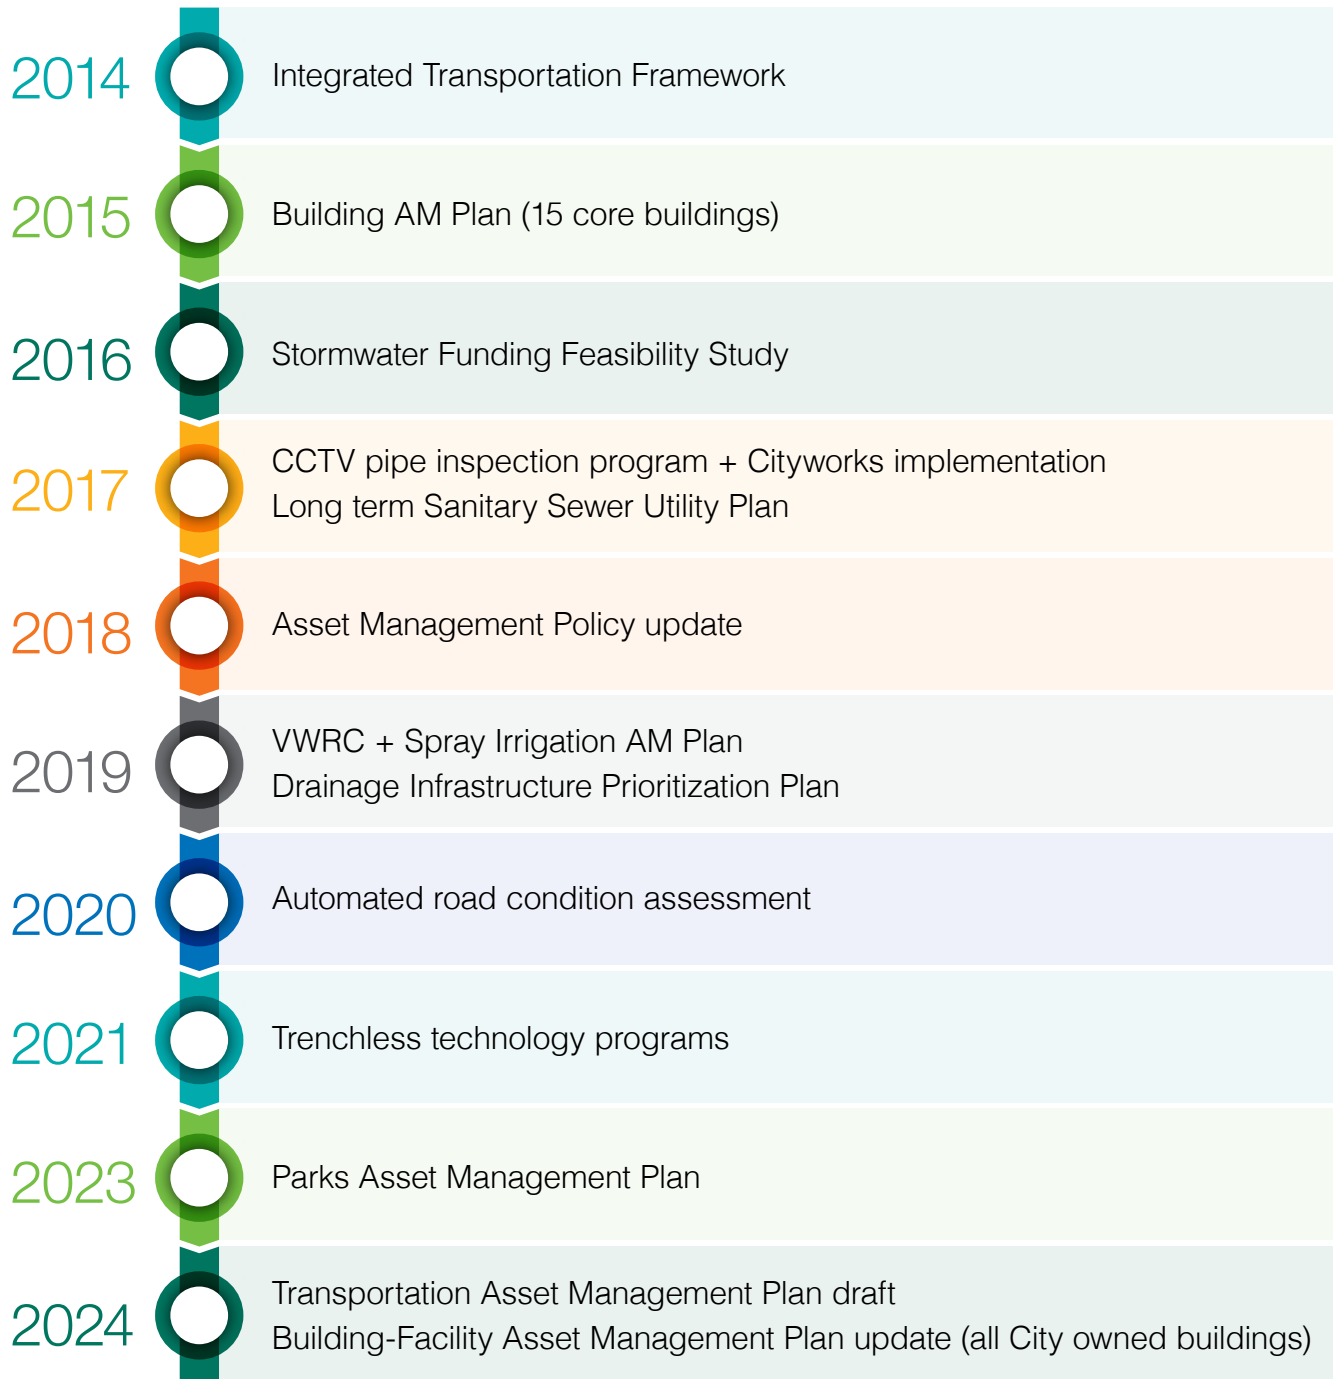 2014
Integrated Transportation Framework
2015
Building AM Plan (15 core buildings)
2016
Stormwater Funding Feasibility Study
2017
CCTV pipe inspection program + Cityworks implementation
Long term Sanitary Sewer Utility Plan
2018
Asset Management Policy update
2019
VWRC + Spray Irrigation AM Plan
Drainage Infrastructure Prioritization Plan
2020
Automated road condition assessment
2021
Trenchless technology programs
2023
Parks Asset Management Plan
2024
Transportation Asset Management Plan draft
Building-Facility Asset Management Plan update (all City owned buildings)